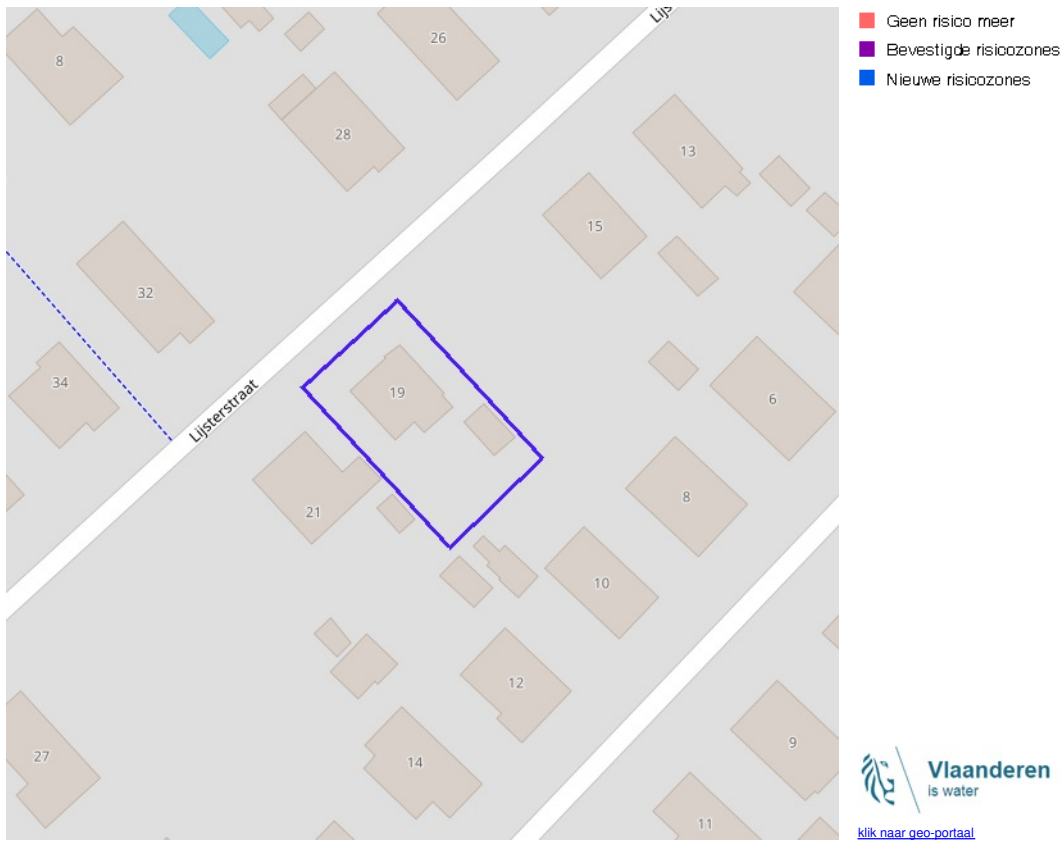 Geen risico meer
Bevestigde risicozones
Nieuwe risicozones
Lijs
26
8
28
13
15
32
34
19
6
Lijsterstraat
21
8
10
12
27
14
9
11
Vlaanderen
is water
klik naar geo-portaal